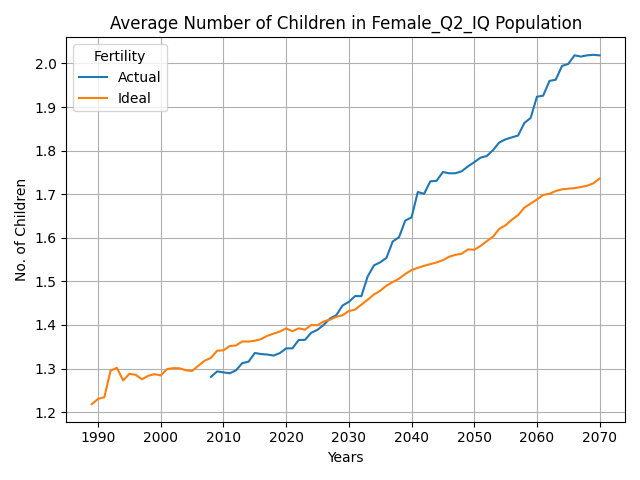 Average Number of Children in Female_Q2_IQ Population
Fertility
Actual
Ideal
No. of Children
2.0
1.9
1.8
1.7
1.6
1.5
1.4
1.3
1.2
1990 2000 2010 2020 2030 2040 2050 2060 2070
Years